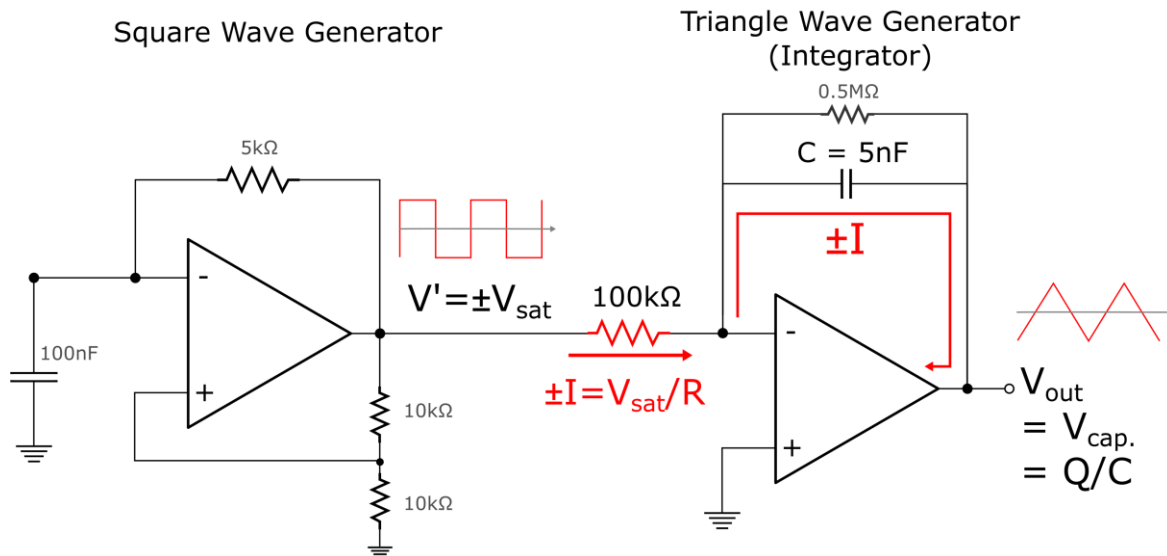 Square Wave Generator
Triangle Wave Generator
(Integrator)
0.5MΩ
C = 5nF
5kΩ
±I
-
+
100nF
V'=±Vsat
100kΩ
±I=Vsat/R
10kΩ
10kΩ
-
+
Vout
= Vcap.
= Q/C